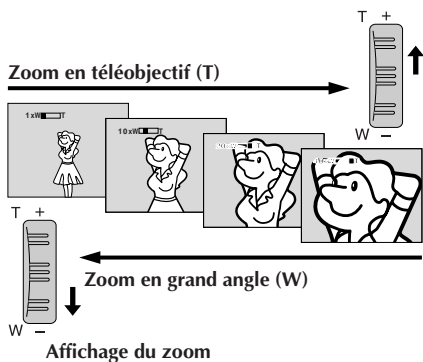 T +
Zoom en téléobjectif (T)
W –
1xW T
10xW T
T
T
T +
Zoom en grand angle (W)
W –
Affichage du zoom